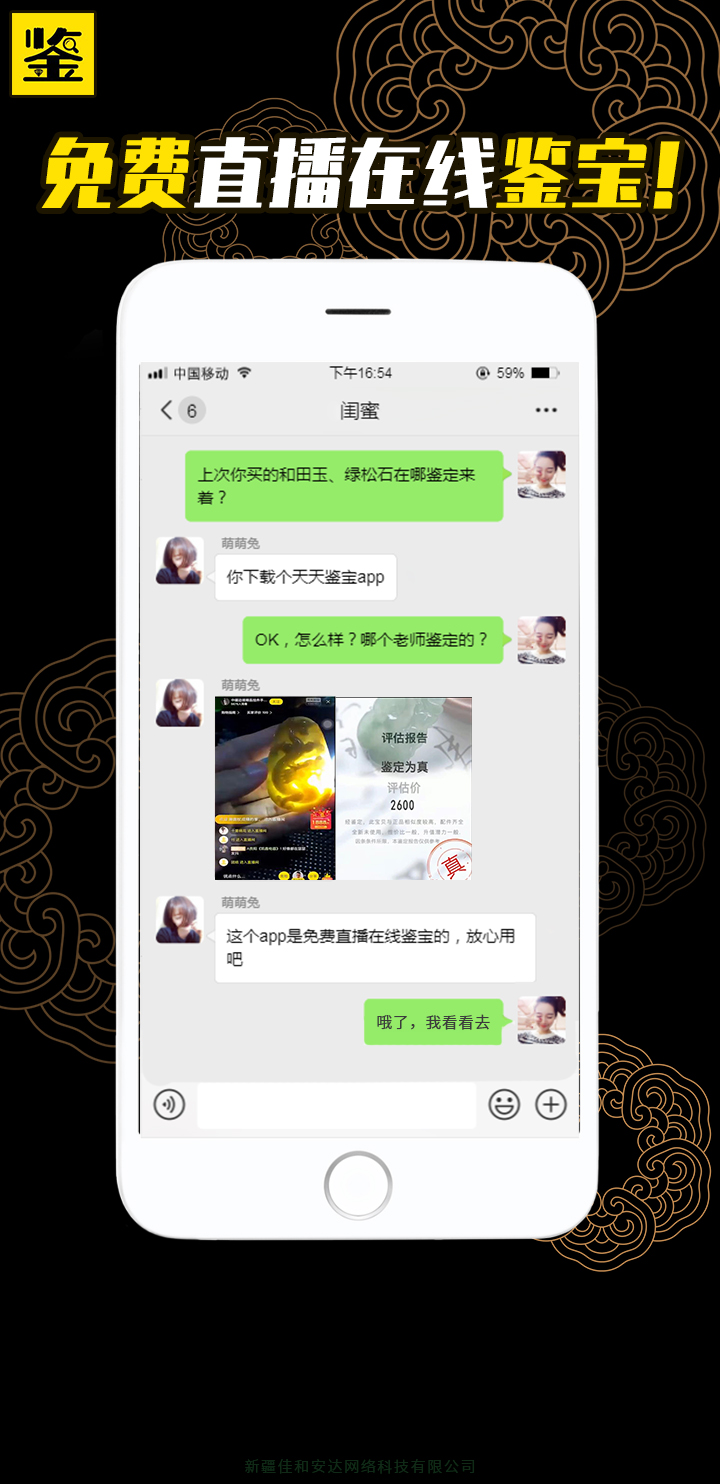 鉴
免费直播在线鉴宝！
中国移动 下午16:54 59%
6 闺蜜
上次你买的和田玉、绿松石在哪鉴定来
着？
萌萌兔
你下载个天天鉴宝app
OK，怎么样？哪个老师鉴定的？
萌萌兔
评估报告
鉴定为真
评估价
2600
真
萌萌兔
这个app是免费直播在线鉴宝的，放心用
吧
哦了，我看看去
新疆佳和安达网络科技有限公司